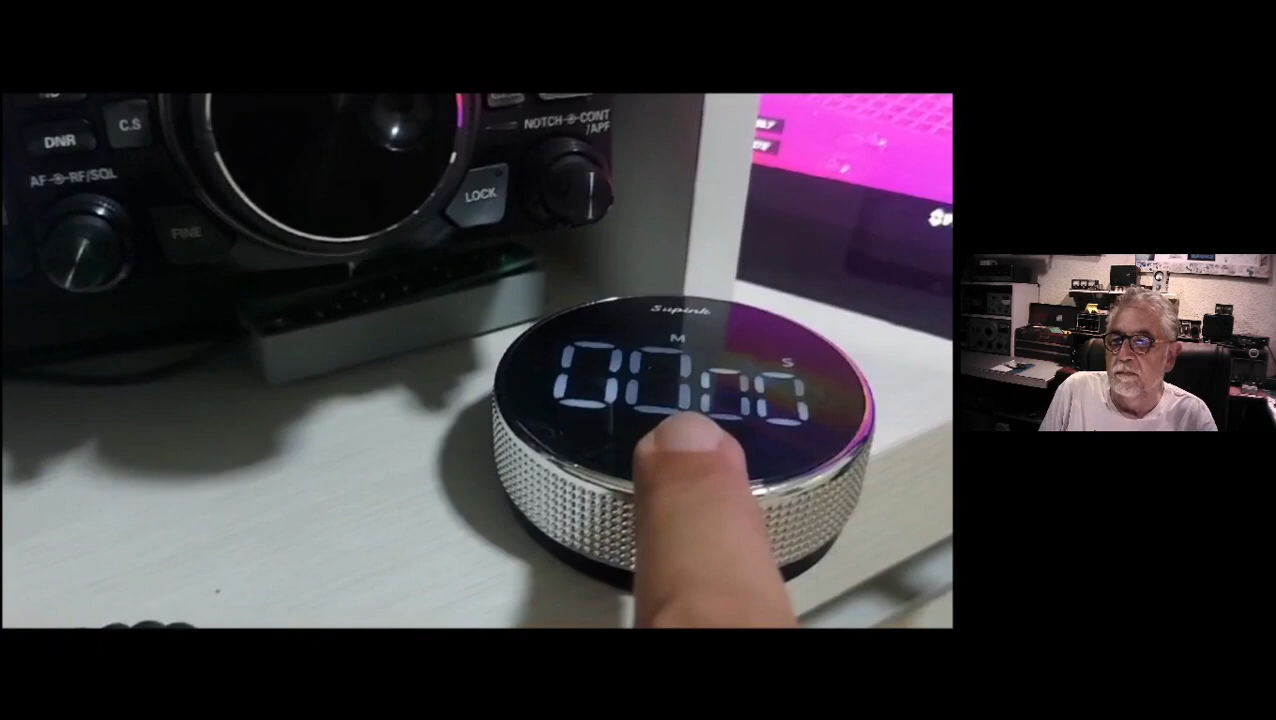 DNR
C.S
AF RF/SQL
FINE
NOTCH CONT
/APF
LOCK
Supink
M
S
00 00